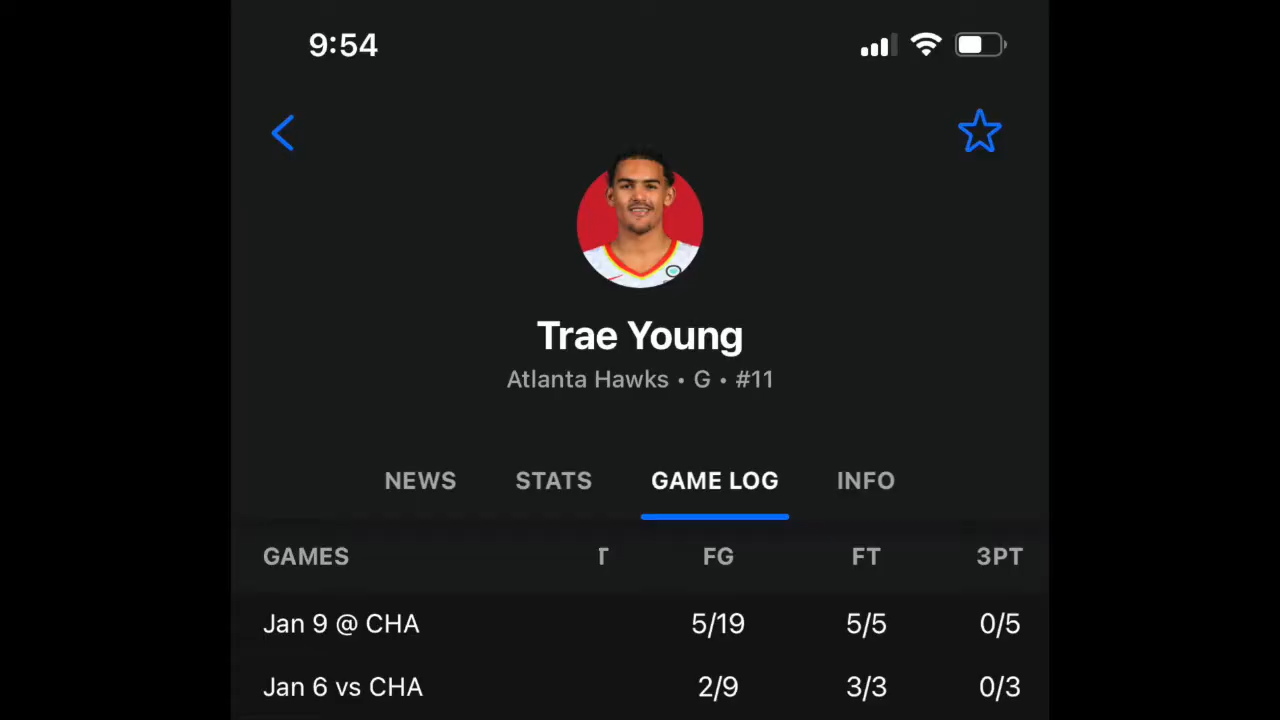 9:54
Trae Young
Atlanta Hawks • G • #11
NEWS STATS GAME LOG INFO
GAMES T FG FT 3PT
Jan 9 @ CHA 5/19 5/5 0/5
Jan 6 vs CHA 2/9 3/3 0/3